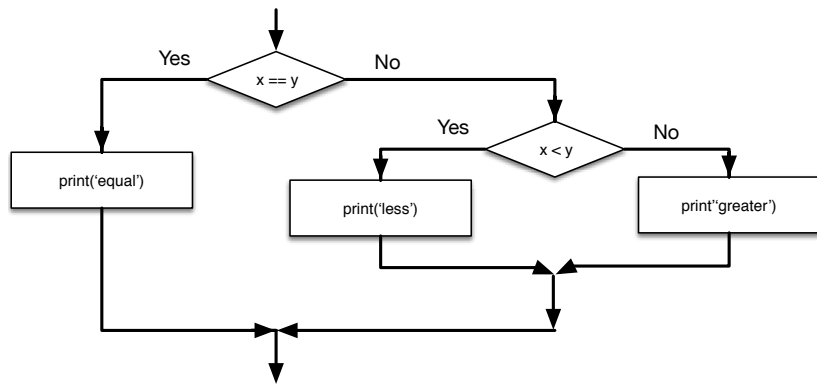 Yes
No
x == y
Yes
No
x < y
print(‘equal’)
print(‘less’)
print'‘greater’)